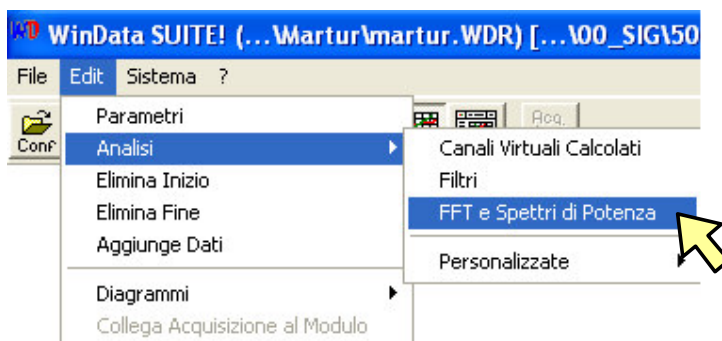 WinData SUITE! (...\Martur\martur.WDR) [...\00_SIG\50
File Edit Sistema ?
Conf
Acq.
Parametri
Analisi
Elimina Inizio
Elimina Fine
Aggiunge Dati
Diagrammi
Collega Acquisizione al Modulo
Canali Virtuali Calcolati
Filtri
FFT e Spettri di Potenza
Personalizzate